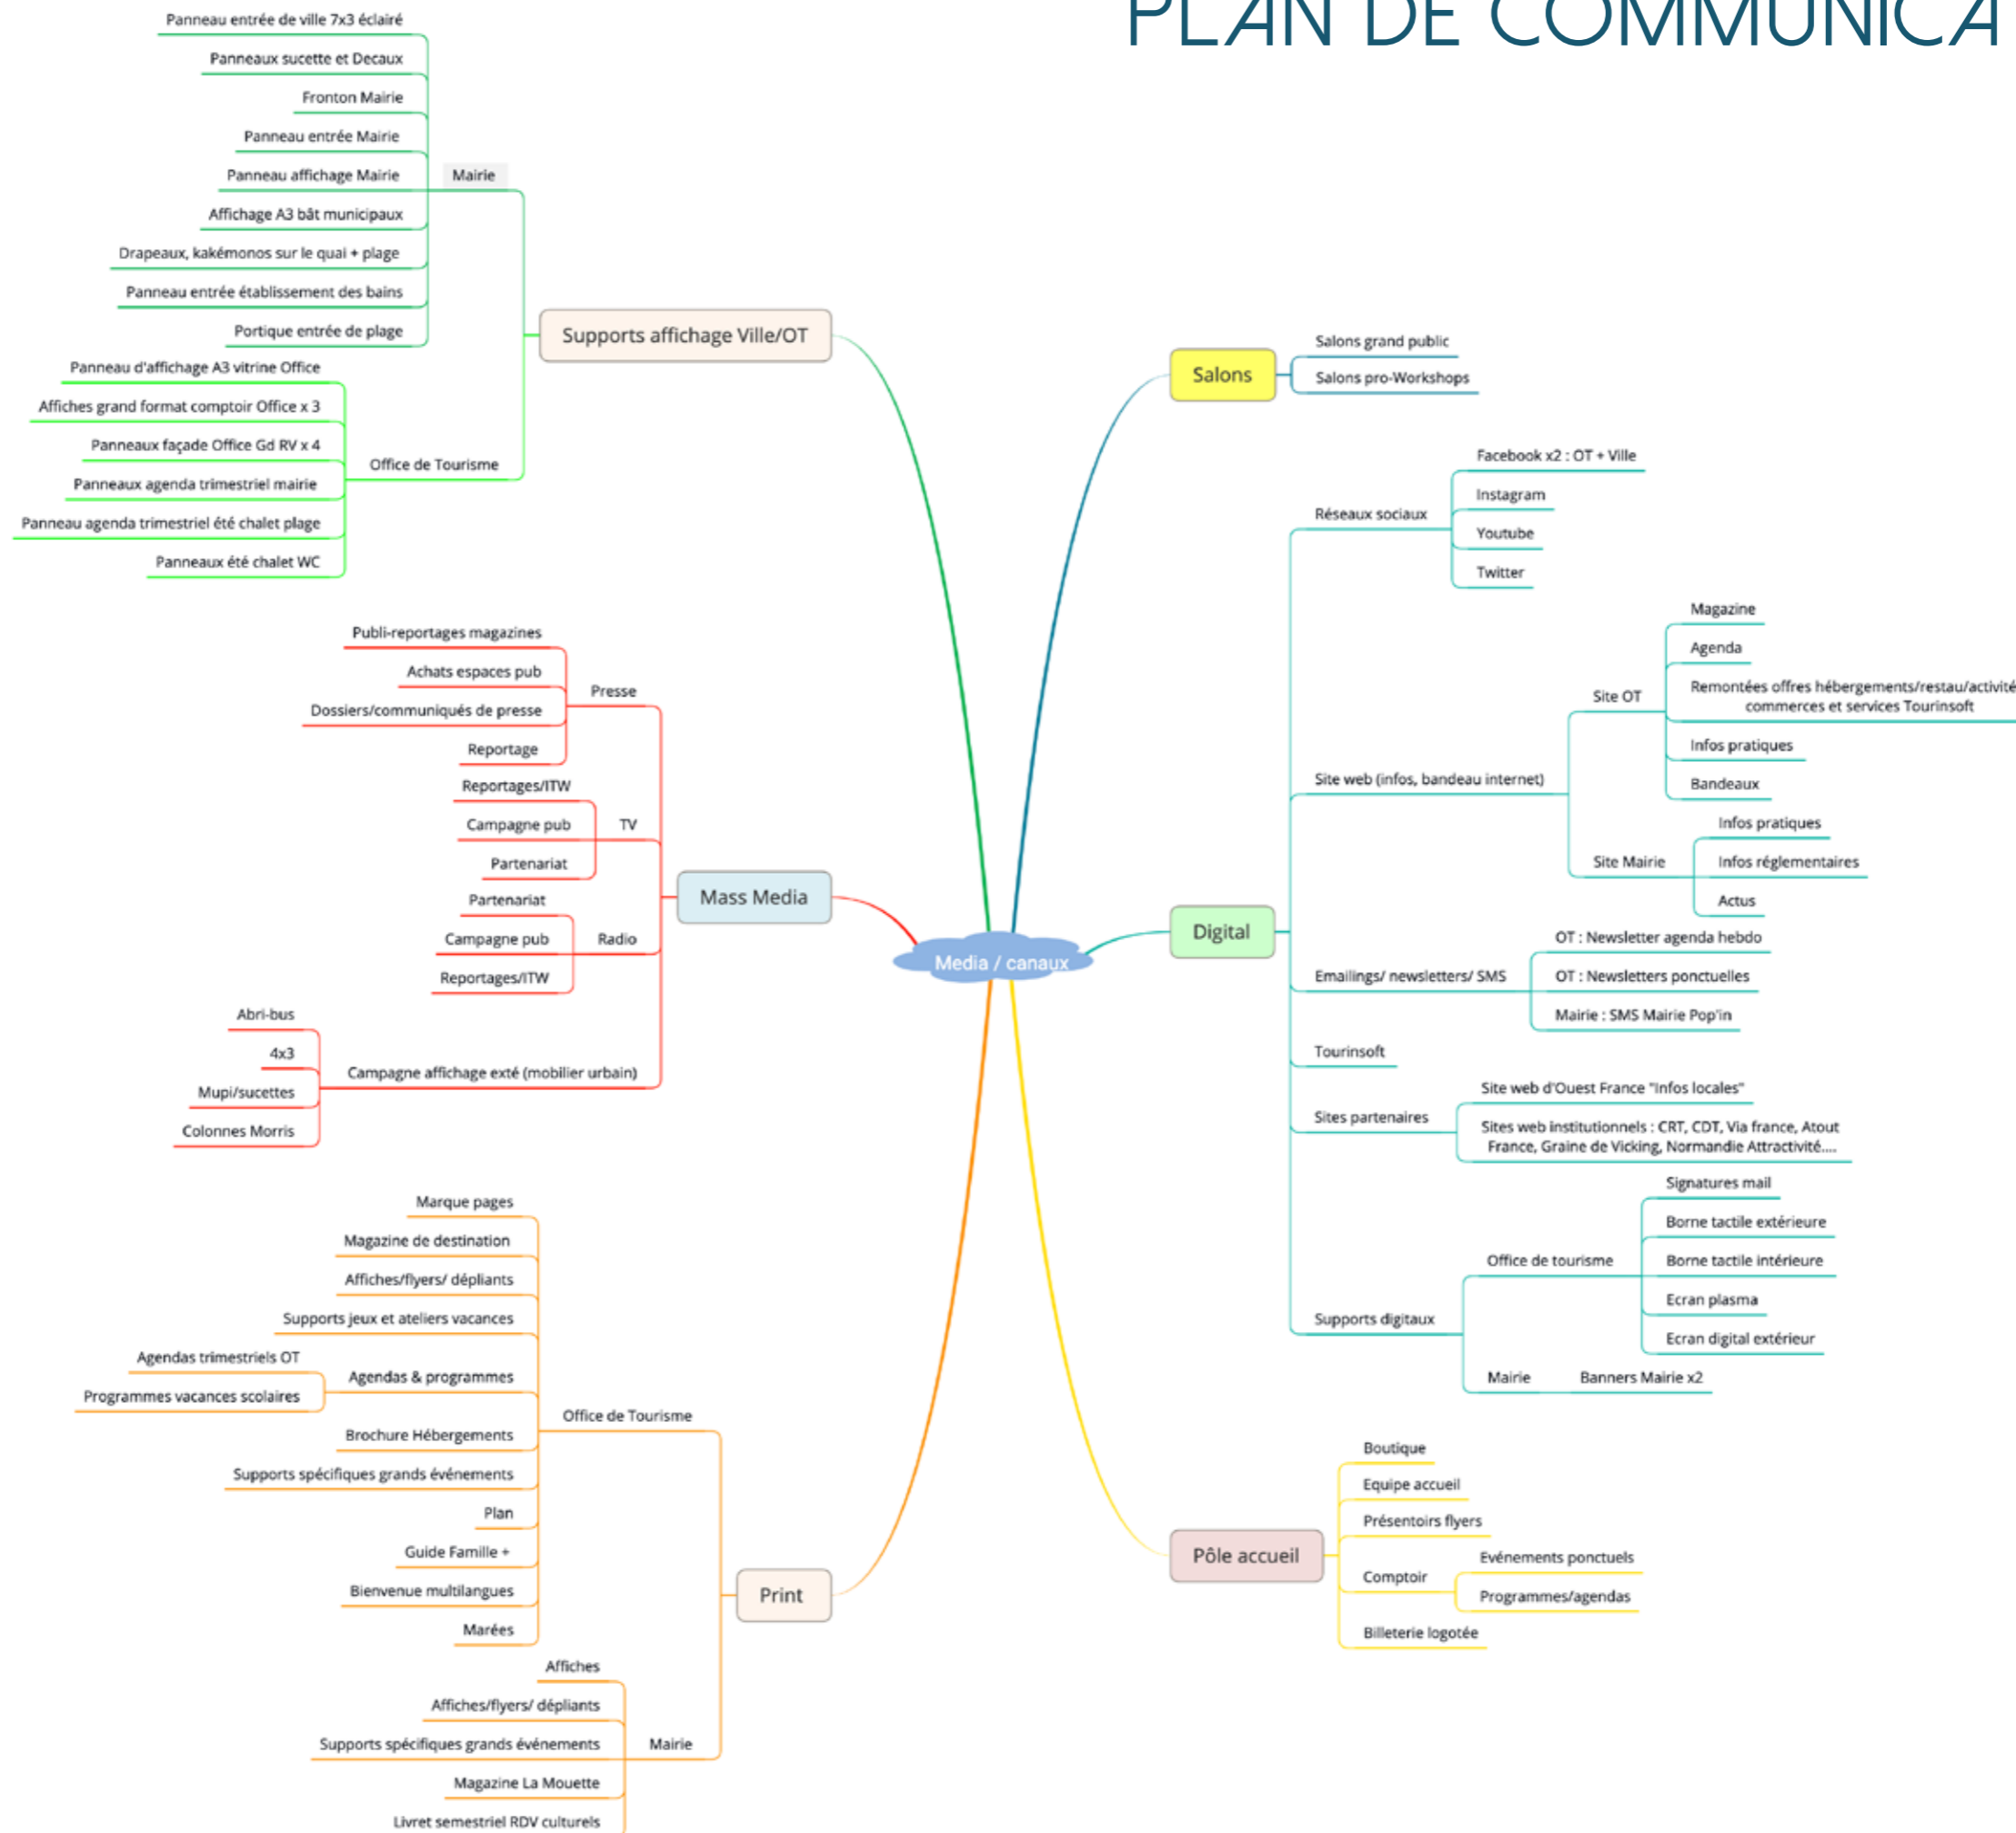 PLAN DE COMMUNICA
Panneau entrée de ville 7x3 éclairé
Panneaux sucette et Decaux
Fronton Mairie
Panneau entrée Mairie
Panneau affichage Mairie
Affichage A3 bât municipaux
Drapeaux, kakémonos sur le quai + plage
Panneau entrée établissement des bains
Portique entrée de plage
Mairie
Panneau d'affichage A3 vitrine Office
Affiches grand format comptoir Office x 3
Panneaux façade Office Gd RV x 4
Panneaux agenda trimestriel mairie
Panneau agenda trimestriel été chalet plage
Panneaux été chalet WC
Office de Tourisme
Supports affichage Ville/OT
Publi-reportages magazines
Achats espaces pub
Dossiers/communiqués de presse
Reportage
Presse
Reportages/ITW
Campagne pub
Partenariat
TV
Partenariat
Campagne pub
Reportages/ITW
Radio
Abri-bus
4x3
Mupi/sucettes
Colonnes Morris
Campagne affichage exté (mobilier urbain)
Mass Media
Marque pages
Magazine de destination
Affiches/flyers/ dépliants
Supports jeux et ateliers vacances
Agendas trimestriels OT
Programmes vacances scolaires
Agendas & programmes
Brochure Hébergements
Supports spécifiques grands événements
Plan
Guide Famille +
Bienvenue multilangues
Marées
Office de Tourisme
Affiches
Affiches/flyers/ dépliants
Supports spécifiques grands événements
Magazine La Mouette
Livret semestriel RDV culturels
Mairie
Print
Media / canaux
Salons
Salons grand public
Salons pro-Workshops
Digital
Réseaux sociaux
Facebook x2 : OT + Ville
Instagram
Youtube
Twitter
Site web (infos, bandeau internet)
Site OT
Magazine
Agenda
Remontées offres hébergements/restau/activité
commerces et services Tourinsoft
Infos pratiques
Bandeaux
Site Mairie
Infos pratiques
Infos réglementaires
Actus
Emailings/ newsletters/ SMS
OT : Newsletter agenda hebdo
OT : Newsletters ponctuelles
Mairie : SMS Mairie Pop'in
Tourinsoft
Sites partenaires
Site web d'Ouest France "Infos locales"
Sites web institutionnels : CRT, CDT, Via france, Atout
France, Graine de Vicking, Normandie Attractivité....
Supports digitaux
Office de tourisme
Signatures mail
Borne tactile extérieure
Borne tactile intérieure
Ecran plasma
Ecran digital extérieur
Mairie
Banners Mairie x2
Pôle accueil
Boutique
Equipe accueil
Présentoirs flyers
Comptoir
Evénements ponctuels
Programmes/agendas
Billeterie logotée